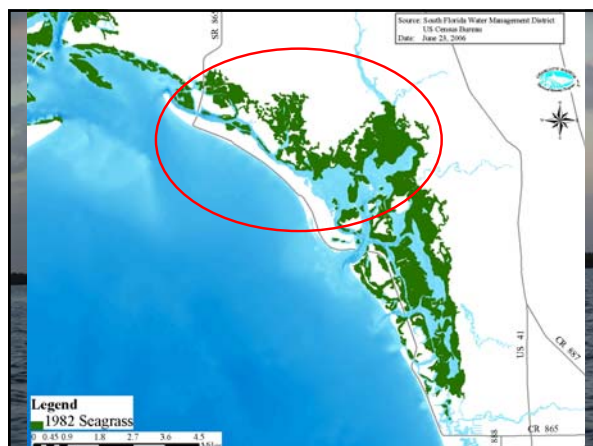 Source: South Florida Water Management District
US Census Bureau
Date: June 23, 2006
SR 865
US 41
CR 887
CR 865
Legend
1982 Seagrass
0 0.45 0.9 1.8 2.7 3.6 4.5
888